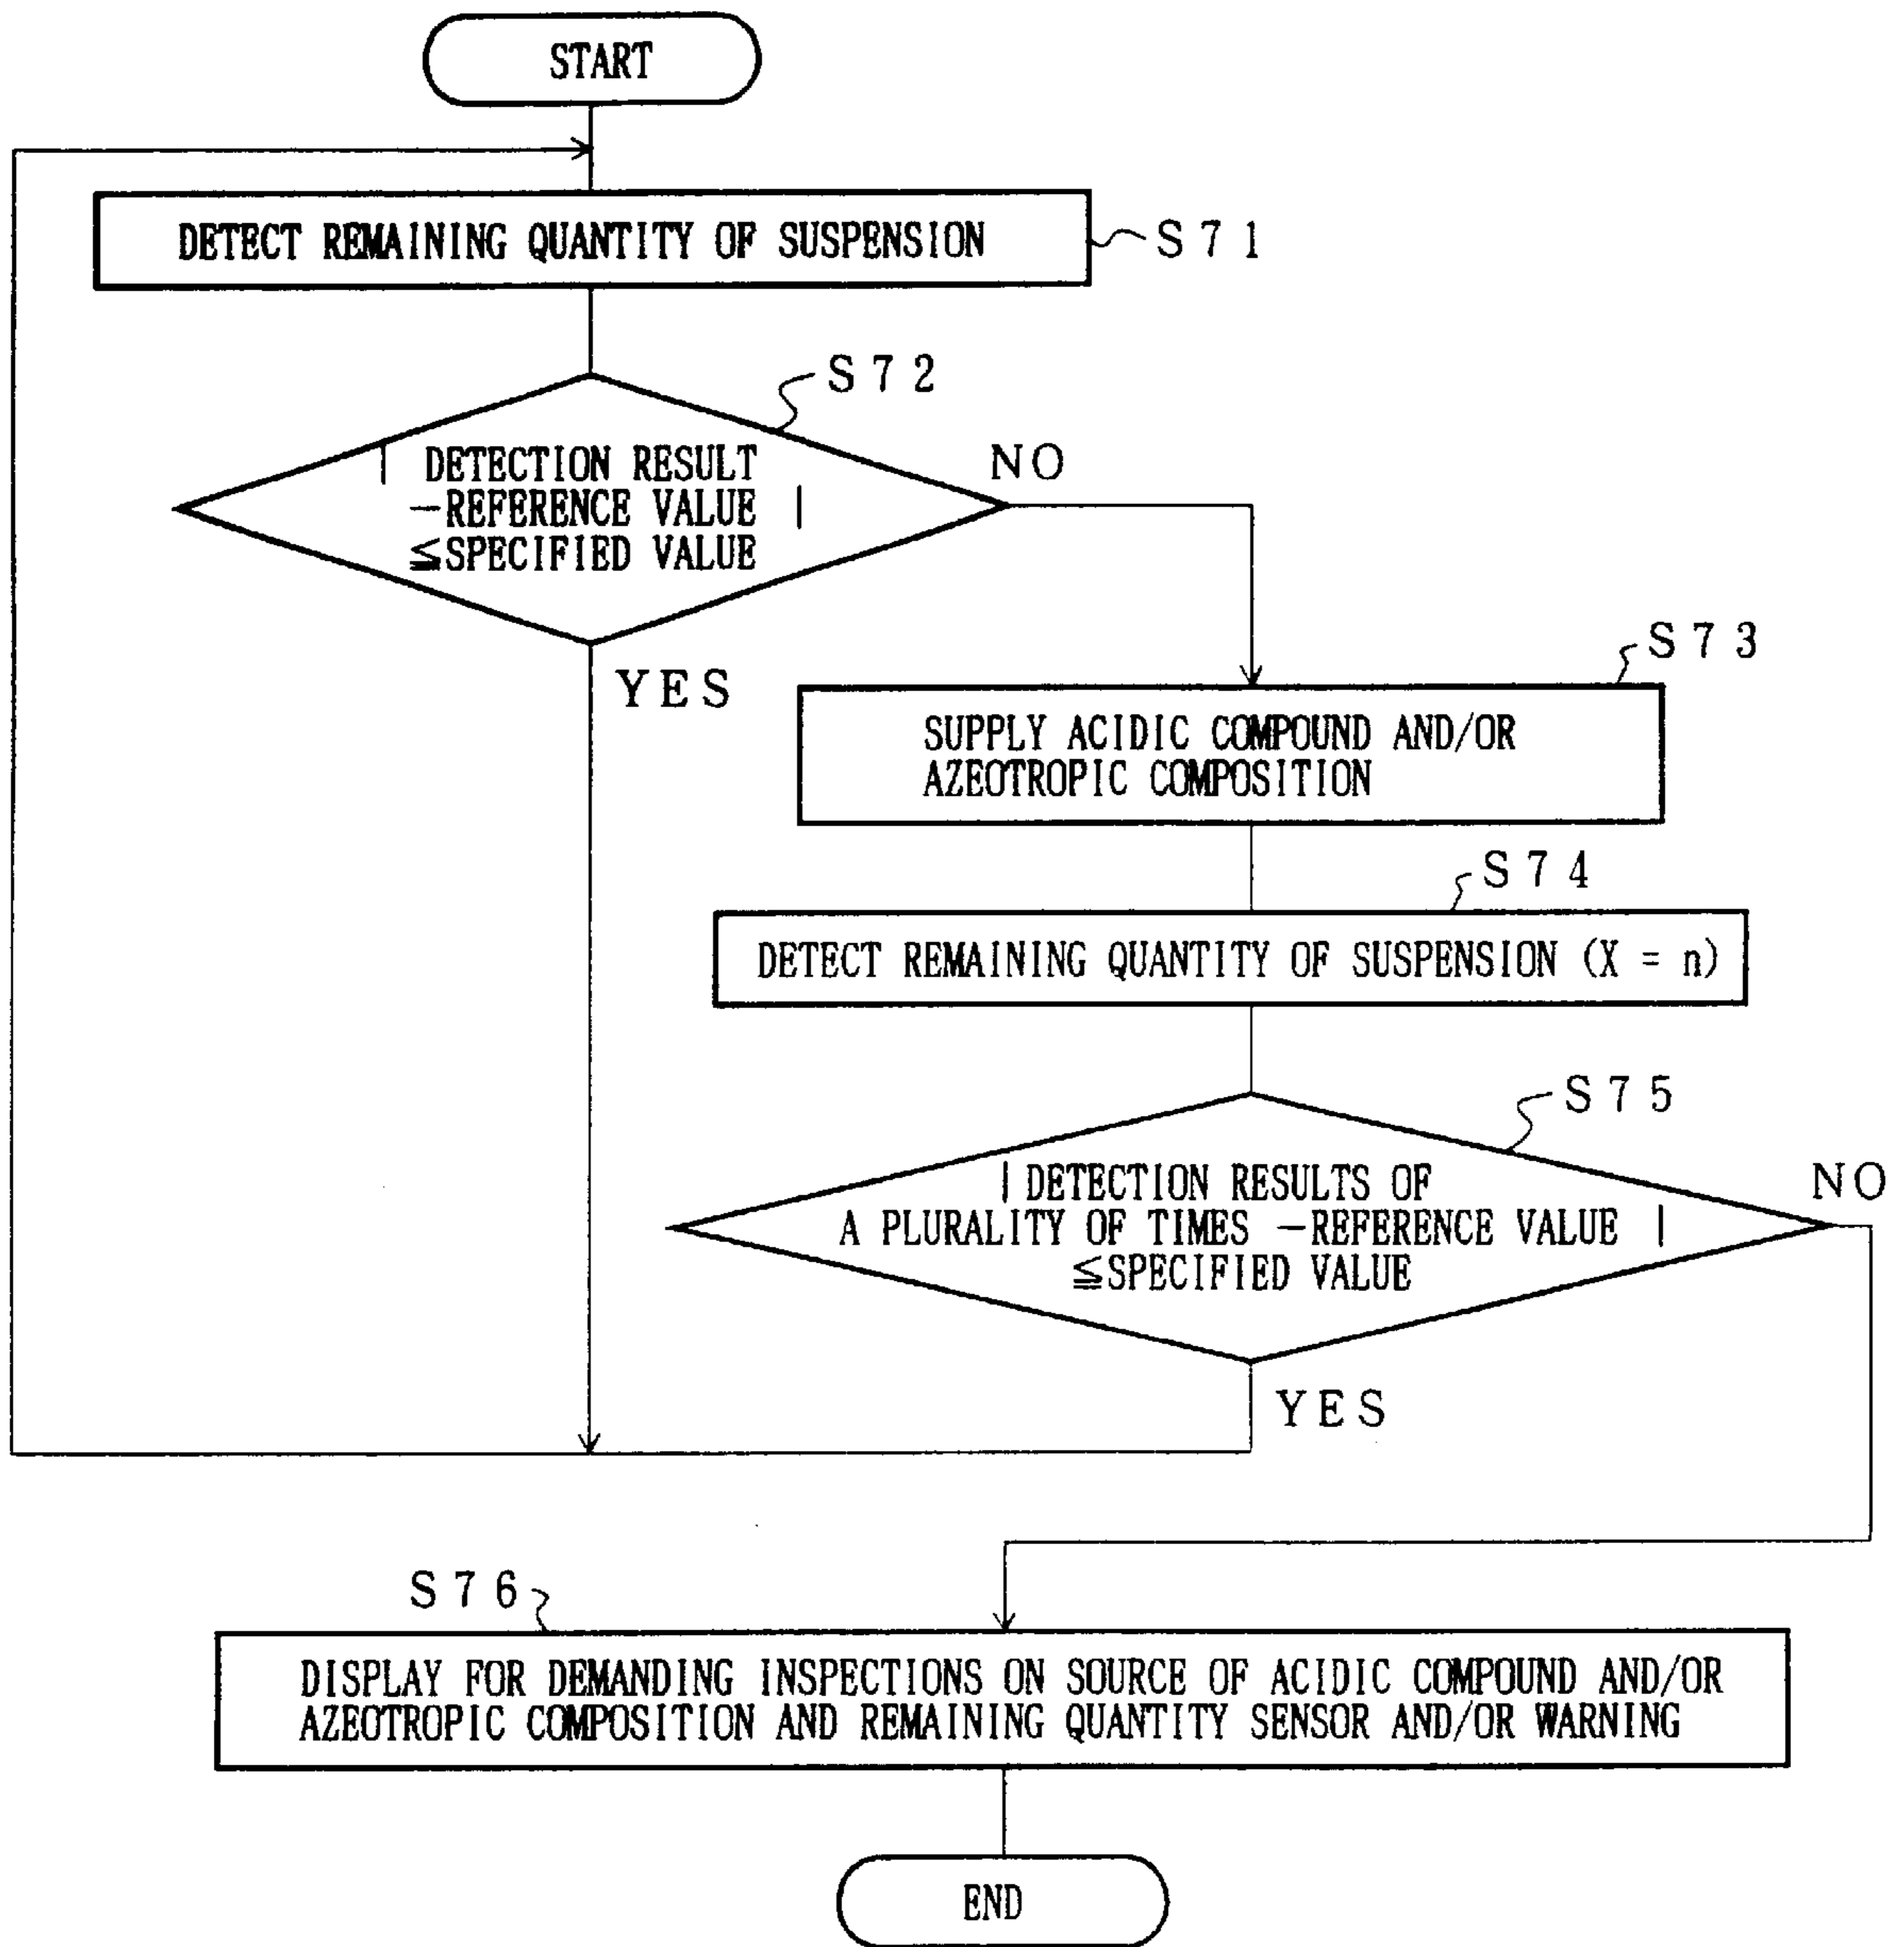 START
DETECT REMAINING QUANTITY OF SUSPENSION
S71
S72
| DETECTION RESULT
−REFERENCE VALUE |
≦SPECIFIED VALUE
NO
YES
S73
SUPPLY ACIDIC COMPOUND AND/OR
AZEOTROPIC COMPOSITION
S74
DETECT REMAINING QUANTITY OF SUSPENSION (X = n)
S75
| DETECTION RESULTS OF
A PLURALITY OF TIMES −REFERENCE VALUE |
≦SPECIFIED VALUE
NO
YES
S76
DISPLAY FOR DEMANDING INSPECTIONS ON SOURCE OF ACIDIC COMPOUND AND/OR
AZEOTROPIC COMPOSITION AND REMAINING QUANTITY SENSOR AND/OR WARNING
END